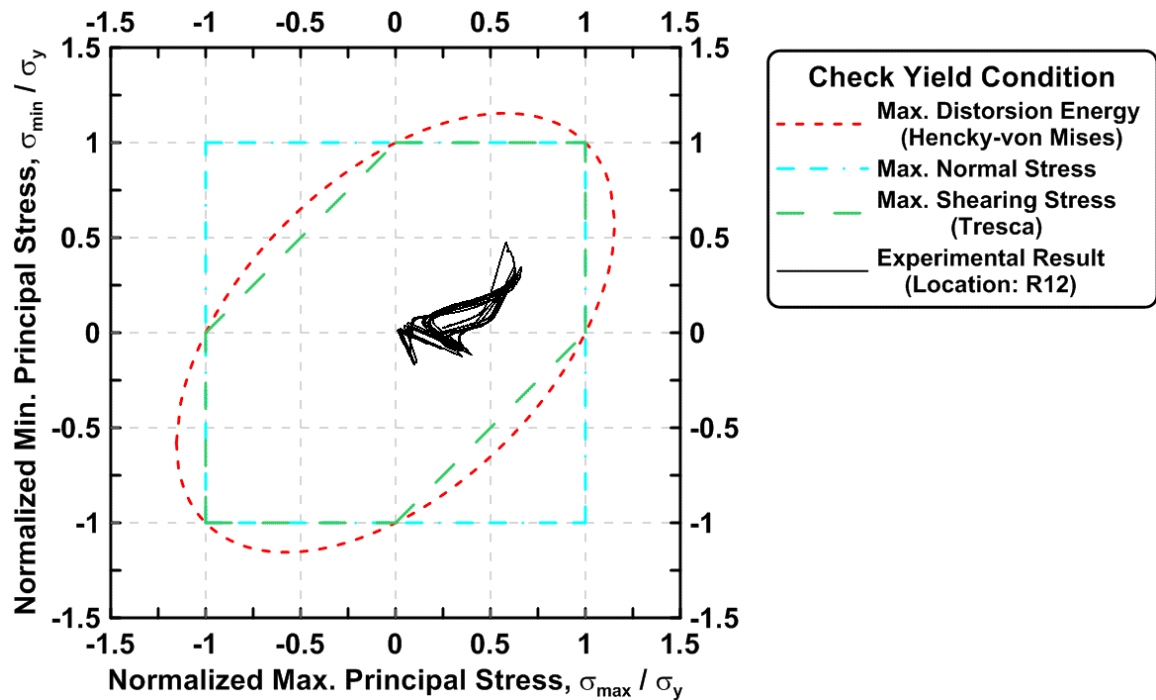 -1.5 -1 -0.5 0 0.5 1 1.5
1.5 1.5
1 1
0.5 0.5
0 0
-0.5 -0.5
-1 -1
-1.5 -1.5
-1.5 -1 -0.5 0 0.5 1 1.5
Normalized Min. Principal Stress, σmin / σy
Normalized Max. Principal Stress, σmax / σy
Check Yield Condition
Max. Distorsion Energy
(Hencky-von Mises)
Max. Normal Stress
Max. Shearing Stress
(Tresca)
Experimental Result
(Location: R12)